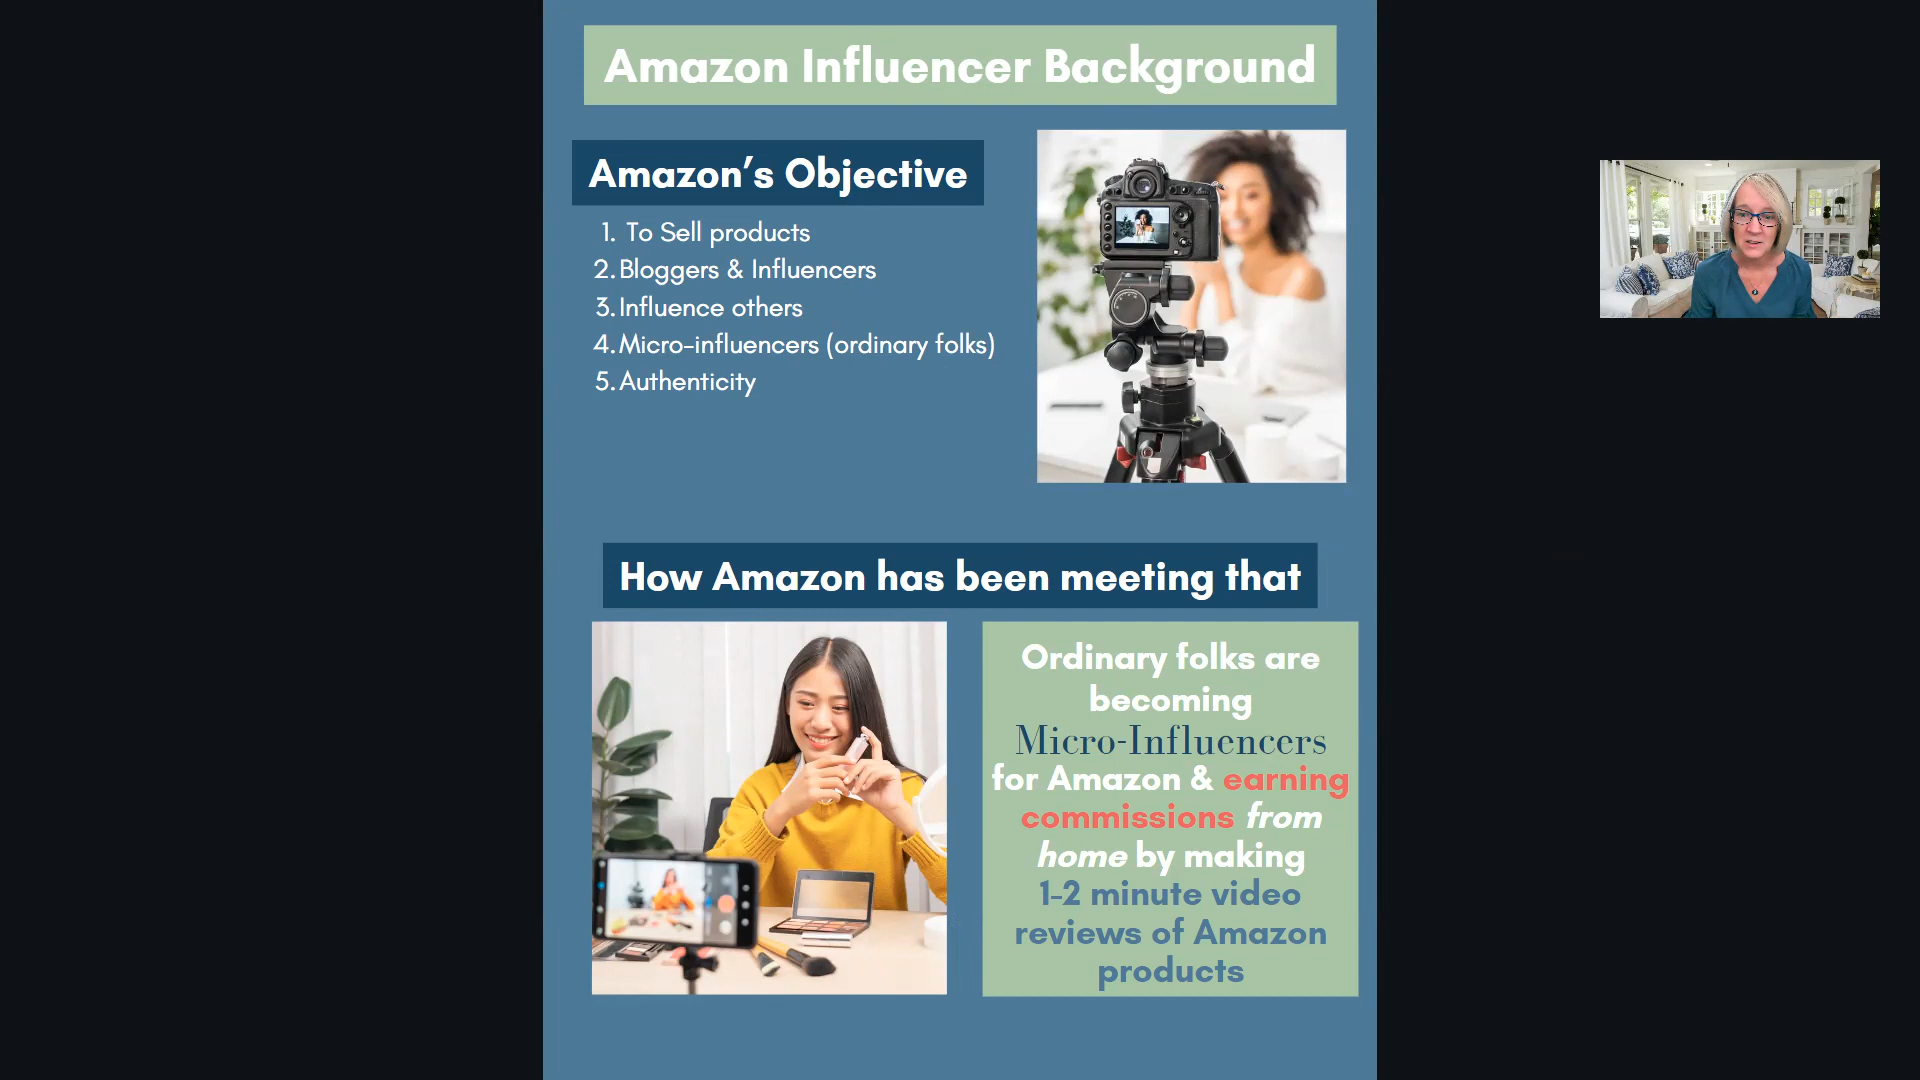 Amazon Influencer Background
Amazon’s Objective
1. To Sell products
2. Bloggers & Influencers
3. Influence others
4. Micro-influencers (ordinary folks)
5. Authenticity
How Amazon has been meeting that
Ordinary folks are
becoming
Micro-Influencers
for Amazon & earning
commissions from
home by making
1-2 minute video
reviews of Amazon
products